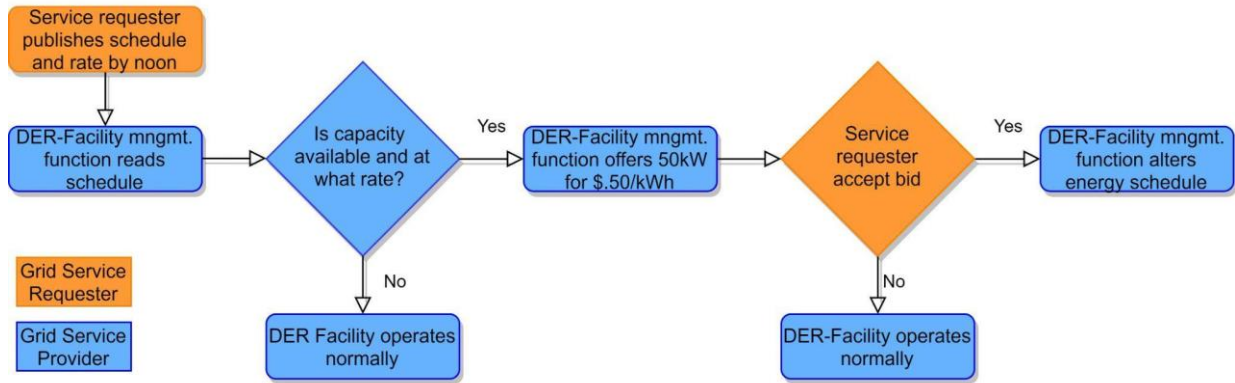 Service requester
publishes schedule
and rate by noon
DER-Facility mngmt.
function reads
schedule
Is capacity
available and at
what rate?
Yes
DER-Facility mngmt.
function offers 50kW
for $.50/kWh
Service
requester
accept bid
Yes
DER-Facility mngmt.
function alters
energy schedule
No
DER Facility operates
normally
No
DER-Facility operates
normally
Grid Service
Requester
Grid Service
Provider